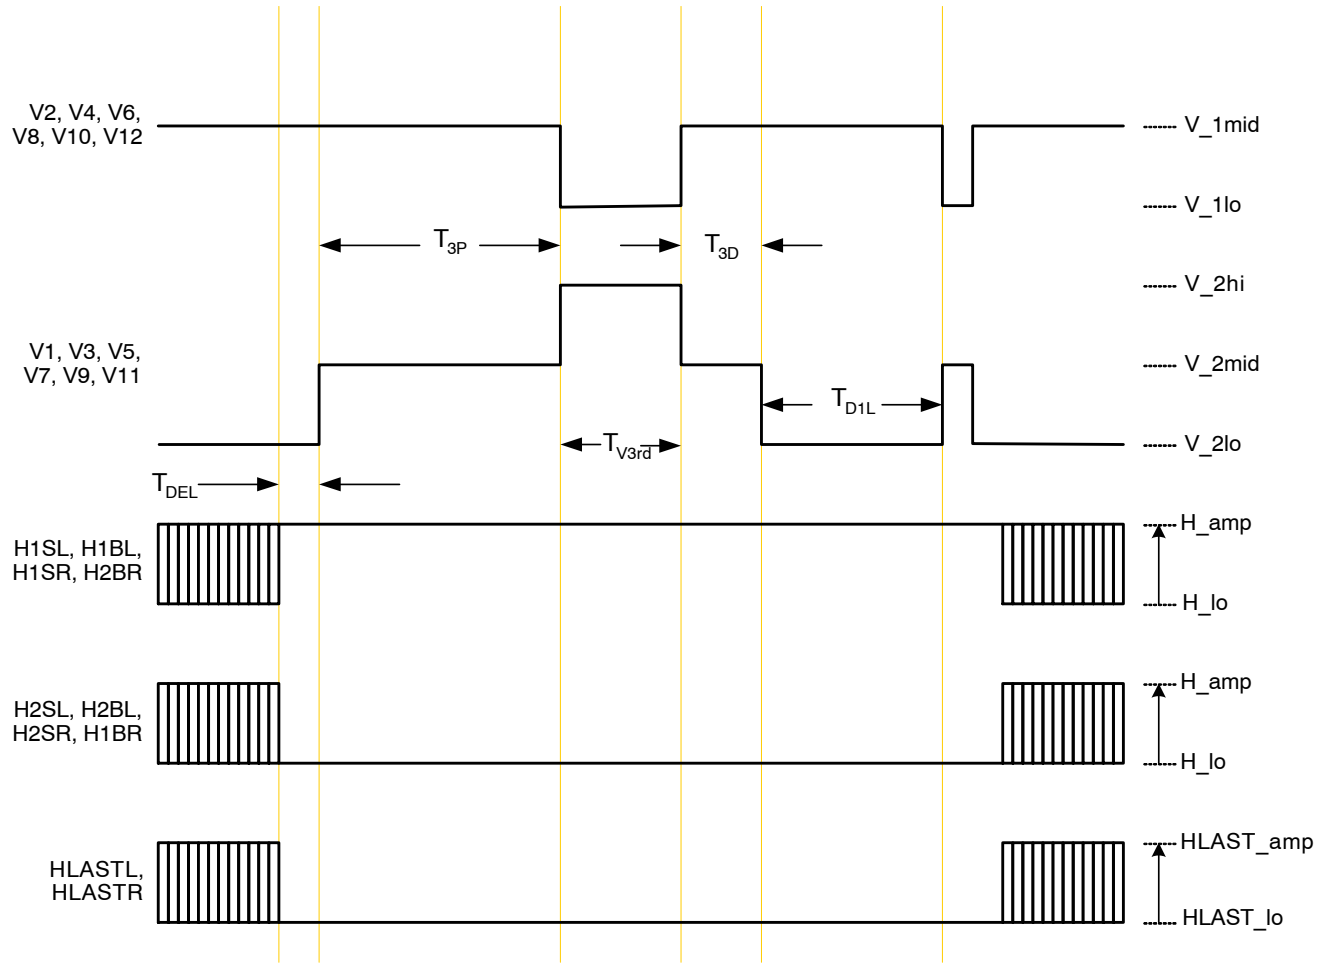 V2, V4, V6,
V8, V10, V12
V_1mid
V_1lo
T3P
T3D
V_2hi
V1, V3, V5,
V7, V9, V11
V_2mid
TD1L
TV3rd
V_2lo
TDEL
H1SL, H1BL,
H1SR, H2BR
H_amp
H_lo
H2SL, H2BL,
H2SR, H1BR
H_amp
H_lo
HLASTL,
HLASTR
HLAST_amp
HLAST_lo